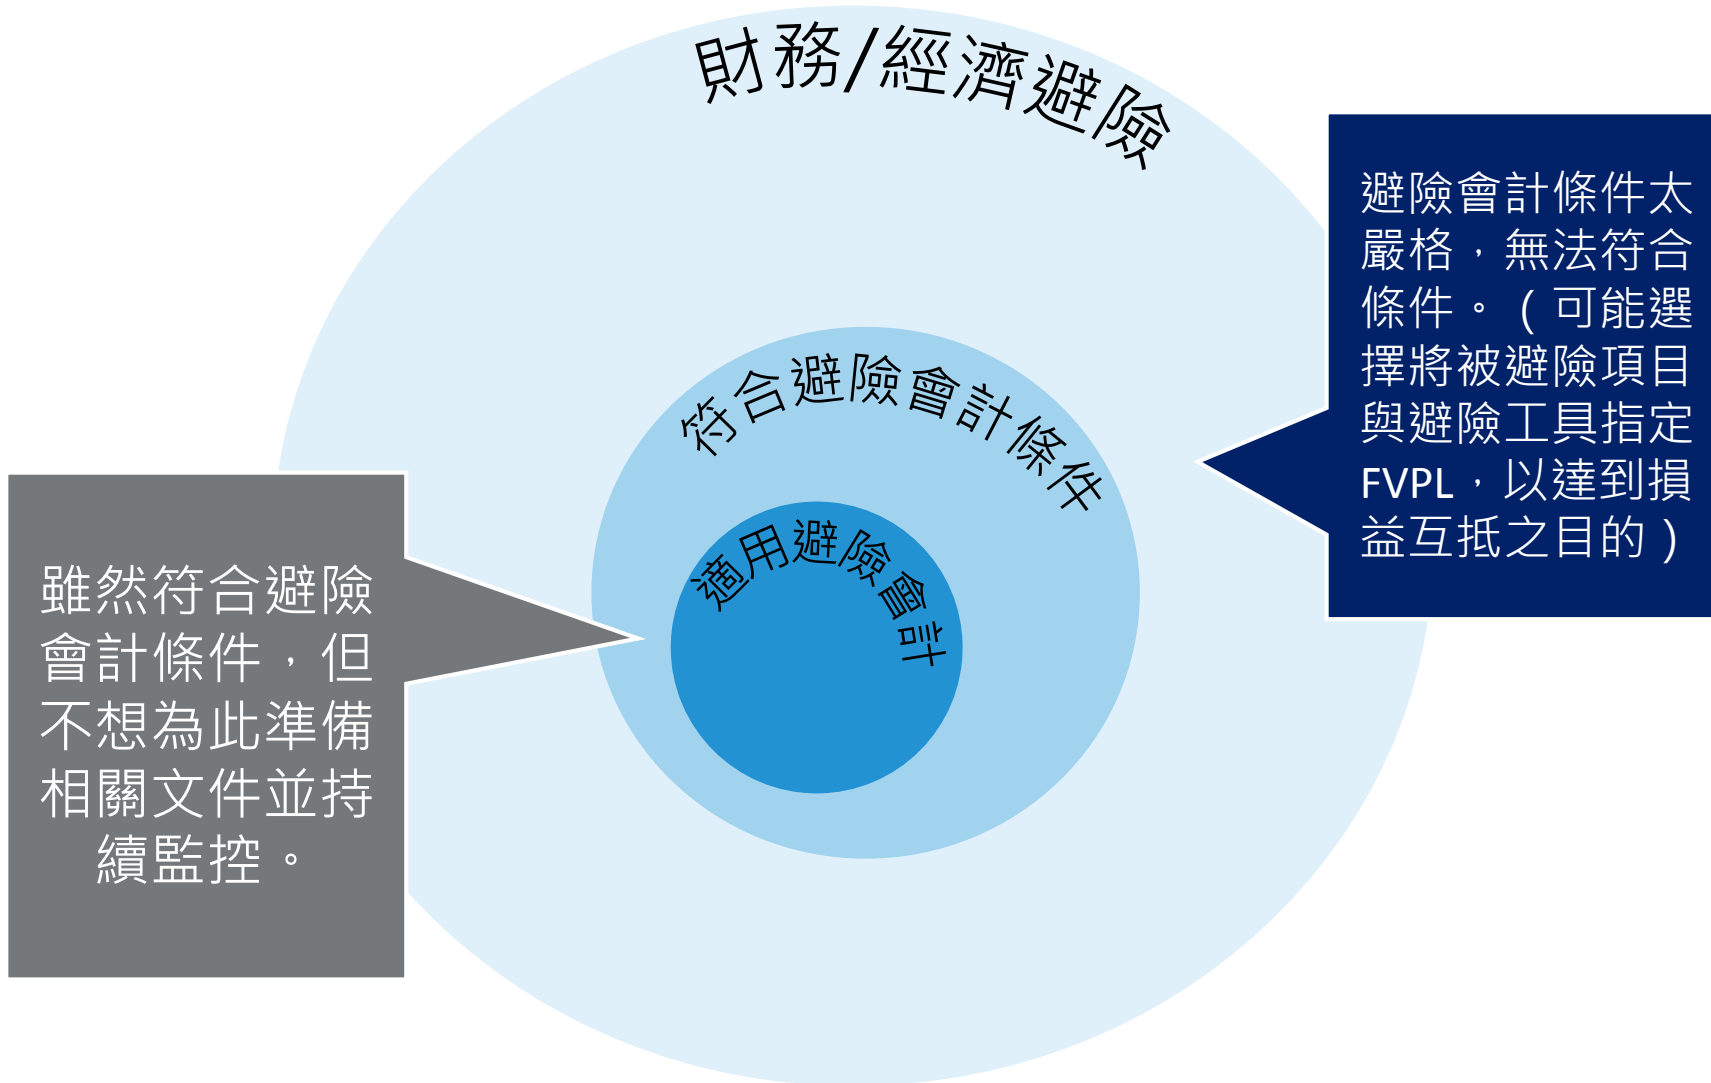 財務/經濟避險
避險會計條件太
嚴格，無法符合
條件。（可能選
擇將被避險項目
與避險工具指定
FVPL，以達到損
益互抵之目的）
符合避險會計條件
適用避險會計
雖然符合避險
會計條件，但
不想為此準備
相關文件並持
續監控。